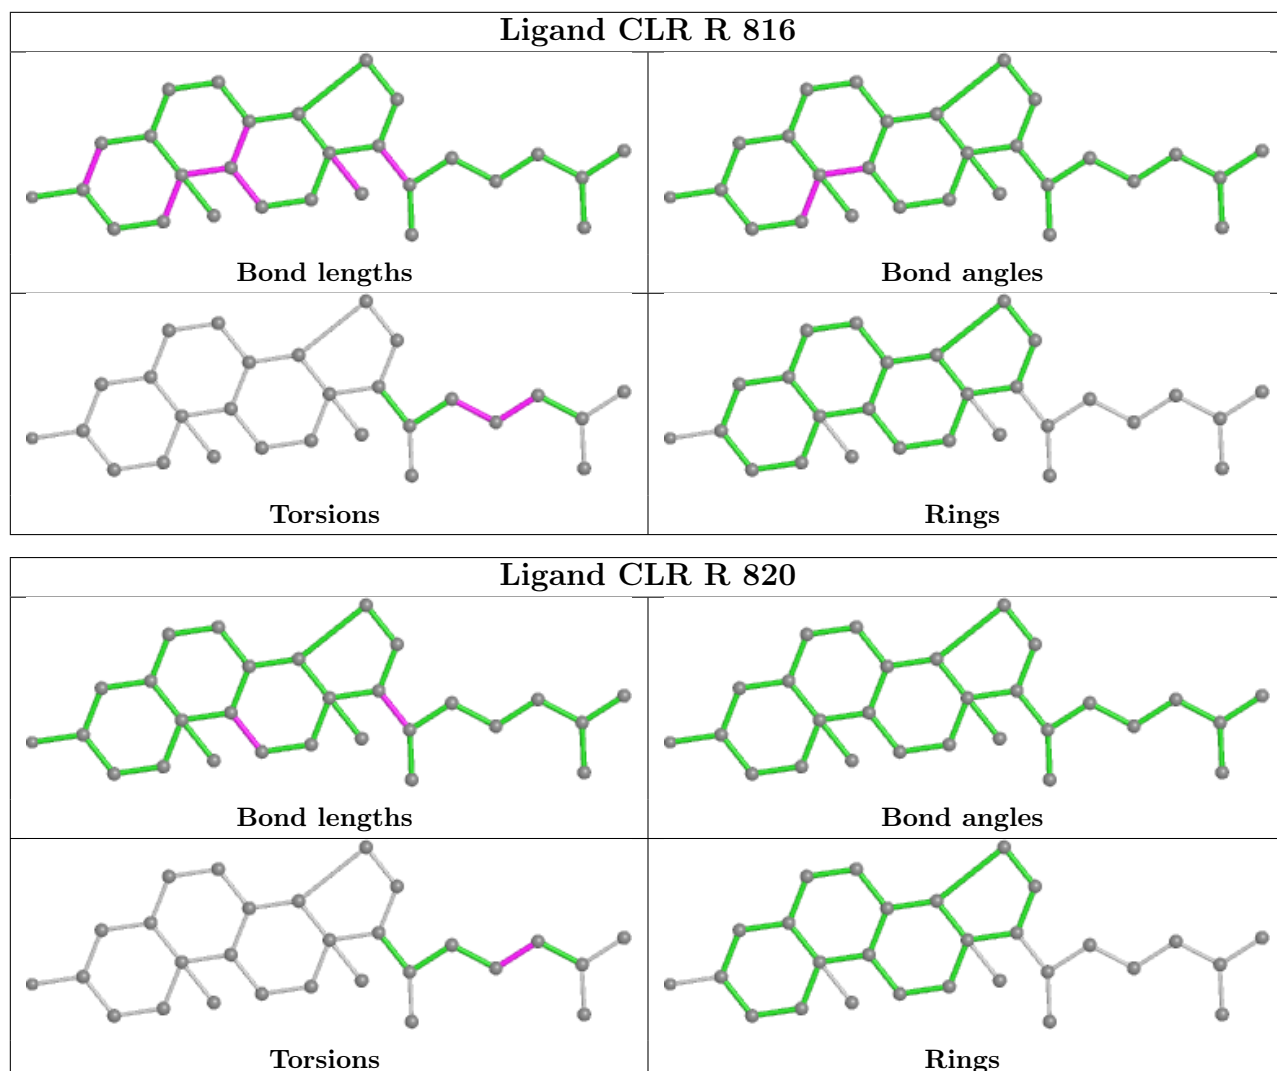 Ligand CLR R 816
Bond lengths
Bond angles
Torsions
Rings
Ligand CLR R 820
Bond lengths
Bond angles
Torsions
Rings